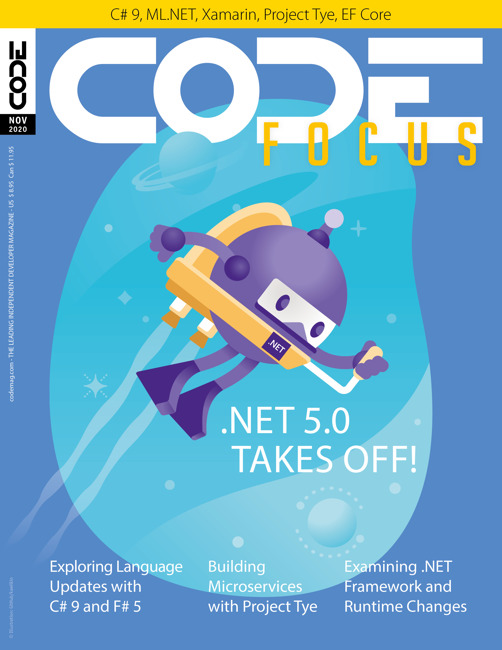 C# 9, ML.NET, Xamarin, Project Tye, EF Core
CODE
NOV
2020
CODE
FOCUS
codemag.com - THE LEADING INDEPENDENT DEVELOPER MAGAZINE - US $ 8.95 Can $ 11.95
.NET
.NET 5.0
TAKES OFF!
Exploring Language
Updates with
C# 9 and F# 5
Building
Microservices
with Project Tye
Examining .NET
Framework and
Runtime Changes